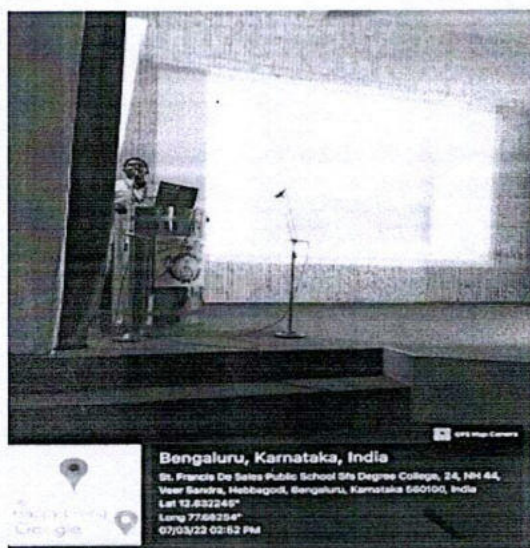 GPS Map Camera
Bengaluru, Karnataka, India
St. Francis De Sales Public School Sfs Degree College, 24, NH 44,
Veer Sandra, Hebbagodi, Bengaluru, Karnataka 560100, India
Lat 12.832245°
Long 77.68254°
07/03/22 02:52 PM
Google